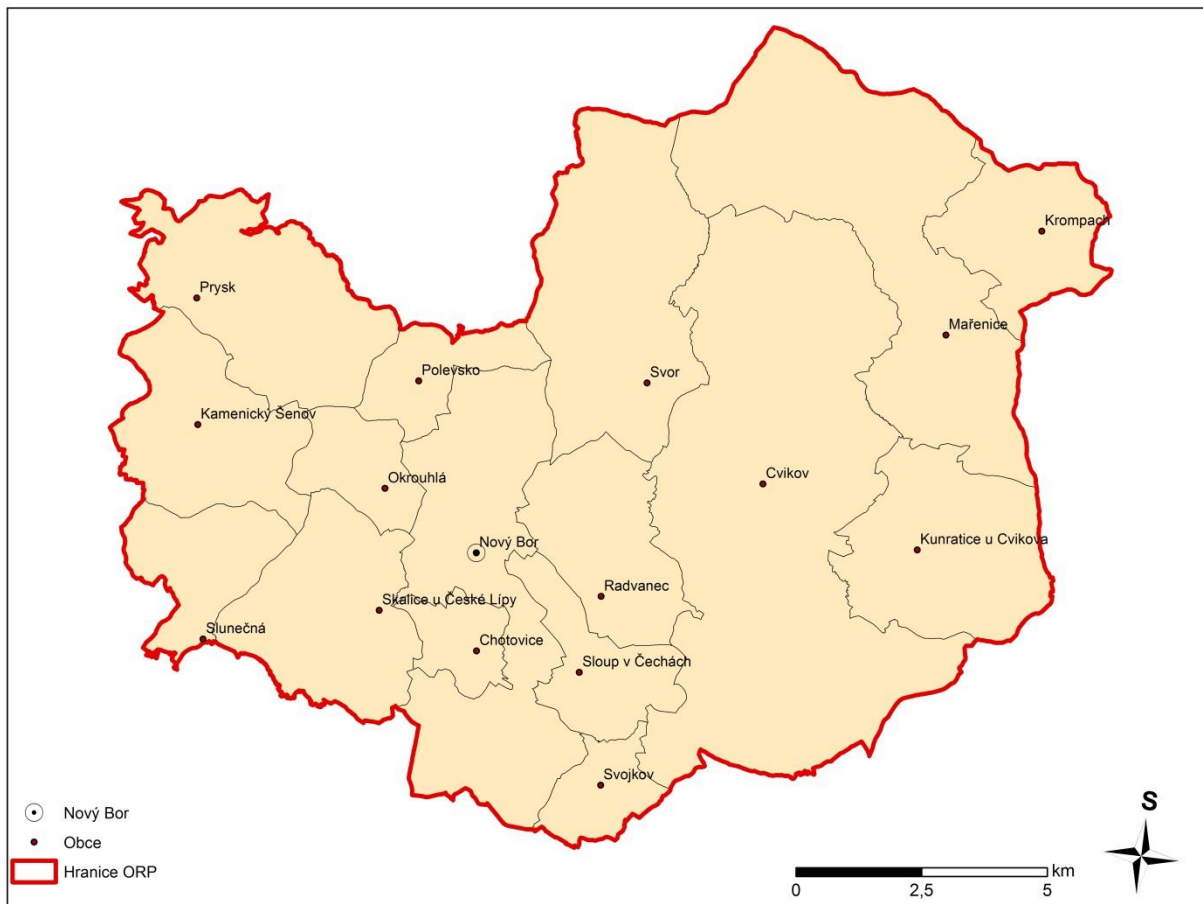 Krompach
Prysk
Mařenice
Polevsko
Svor
Kamenický Šenov
Okrouhlá
Cvikov
Nový Bor
Kunratice u Cvikova
Radvanec
Skalice u České Lípy
Slunečná
Chotovice
Sloup v Čechách
Svojkov
Nový Bor
Obce
Hranice ORP
S
km
0
2,5
5